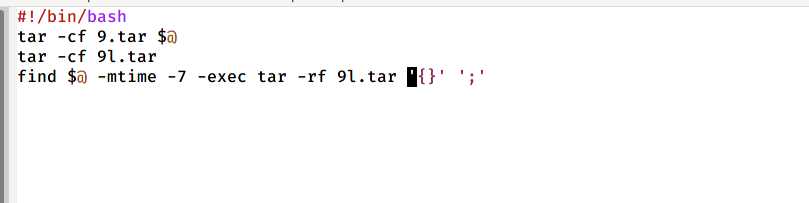 #!/bin/bash
tar -cf 9.tar $@
tar -cf 9l.tar
find $@ -mtime -7 -exec tar -rf 9l.tar '{}' ';'